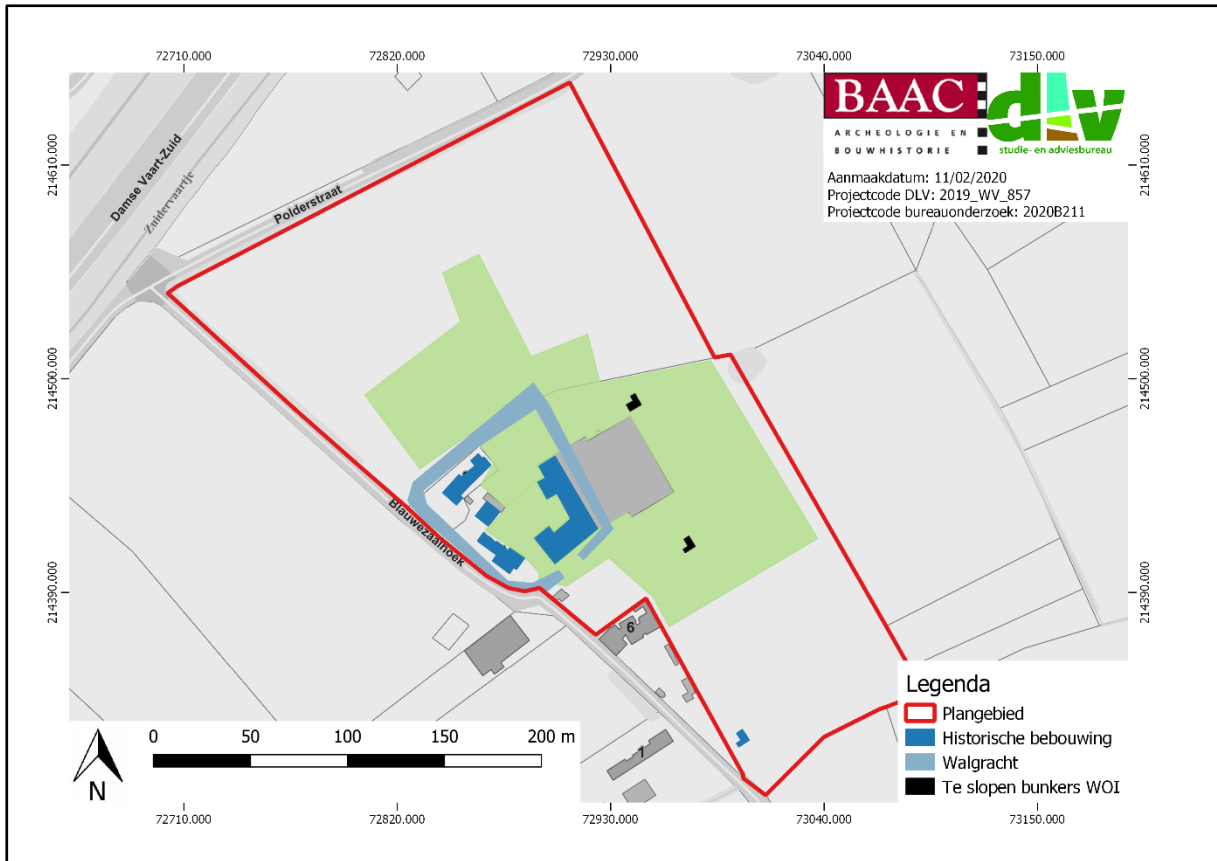 72710.000 72820.000 72930.000 73040.000 73150.000
BAAC
ARCHEOLOGIE EN
BOUWHISTORIE
dlv
studie- en adviesbureau
Aanmaakdatum: 11/02/2020
Projectcode DLV: 2019_WV_857
Projectcode bureauonderzoek: 2020B211
214610.000 214610.000
Damse Vaart-Zuid
Zuidervaartje
Polderstraat
214500.000 214500.000
Blauwezaalhoek
214390.000 214390.000
6
7
Legenda
Plangebied
Historische bebouwing
Walgracht
Te slopen bunkers WOI
N
0 50 100 150 200 m
72710.000 72820.000 72930.000 73040.000 73150.000